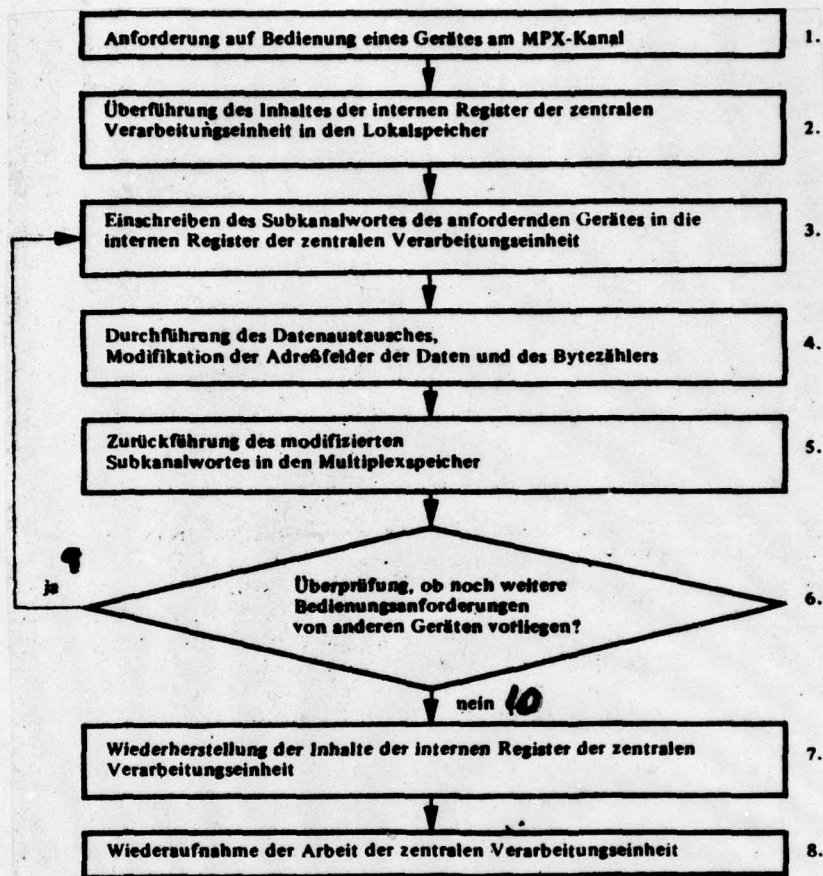 Anforderung auf Bedienung eines Gerätes am MPX-Kanal 1.
Überführung des Inhaltes der internen Register der zentralen
Verarbeitungseinheit in den Lokalspeicher 2.
Einschreiben des Subkanalwortes des anfordernden Gerätes in die
internen Register der zentralen Verarbeitungseinheit 3.
Durchführung des Datenaustausches,
Modifikation der Adreßfelder der Daten und des Bytezählers 4.
Zurückführung des modifizierten
Subkanalwortes in den Multiplexspeicher 5.
9
ja
Überprüfung, ob noch weitere
Bedienungsanforderungen 6.
von anderen Geräten vorliegen?
nein 10
Wiederherstellung der Inhalte der internen Register der zentralen
Verarbeitungseinheit 7.
Wiederaufnahme der Arbeit der zentralen Verarbeitungseinheit 8.